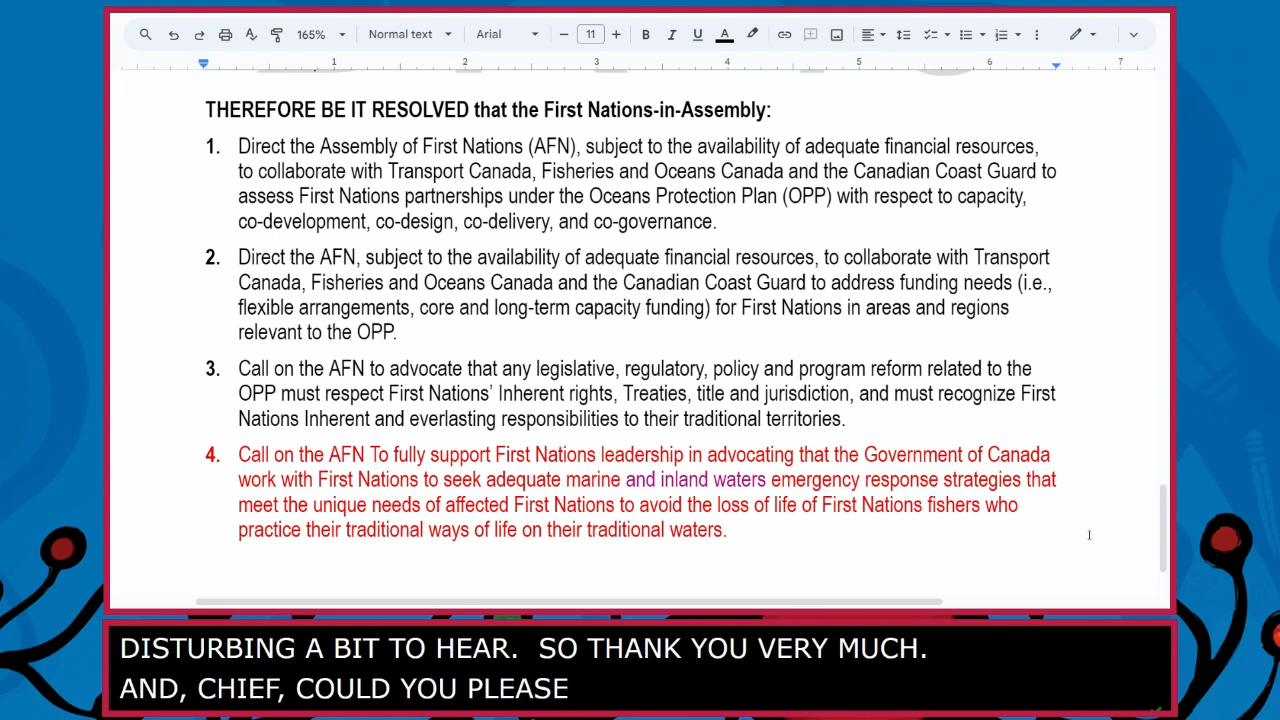 165% Normal text Arial 11 B I U A
1 2 3 4 5 6 7
THEREFORE BE IT RESOLVED that the First Nations-in-Assembly:
1. Direct the Assembly of First Nations (AFN), subject to the availability of adequate financial resources,
to collaborate with Transport Canada, Fisheries and Oceans Canada and the Canadian Coast Guard to
assess First Nations partnerships under the Oceans Protection Plan (OPP) with respect to capacity,
co-development, co-design, co-delivery, and co-governance.
2. Direct the AFN, subject to the availability of adequate financial resources, to collaborate with Transport
Canada, Fisheries and Oceans Canada and the Canadian Coast Guard to address funding needs (i.e.,
flexible arrangements, core and long-term capacity funding) for First Nations in areas and regions
relevant to the OPP.
3. Call on the AFN to advocate that any legislative, regulatory, policy and program reform related to the
OPP must respect First Nations’ Inherent rights, Treaties, title and jurisdiction, and must recognize First
Nations Inherent and everlasting responsibilities to their traditional territories.
4. Call on the AFN To fully support First Nations leadership in advocating that the Government of Canada
work with First Nations to seek adequate marine and inland waters emergency response strategies that
meet the unique needs of affected First Nations to avoid the loss of life of First Nations fishers who
practice their traditional ways of life on their traditional waters.
DISTURBING A BIT TO HEAR. SO THANK YOU VERY MUCH.
AND, CHIEF, COULD YOU PLEASE